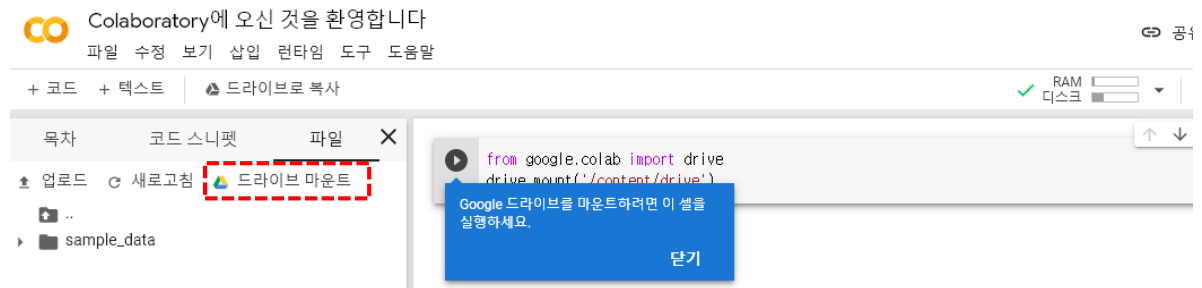 Colaboratory에 오신 것을 환영합니다
공유
파일 수정 보기 삽입 런타임 도구 도움말
+ 코드 + 텍스트 드라이브로 복사
RAM
디스크
목차 코드 스니펫 파일
업로드 새로고침 드라이브 마운트
..
sample_data
from google.colab import drive
drive.mount('/content/drive')
Google 드라이브를 마운트하려면 이 셀을
실행하세요.
닫기